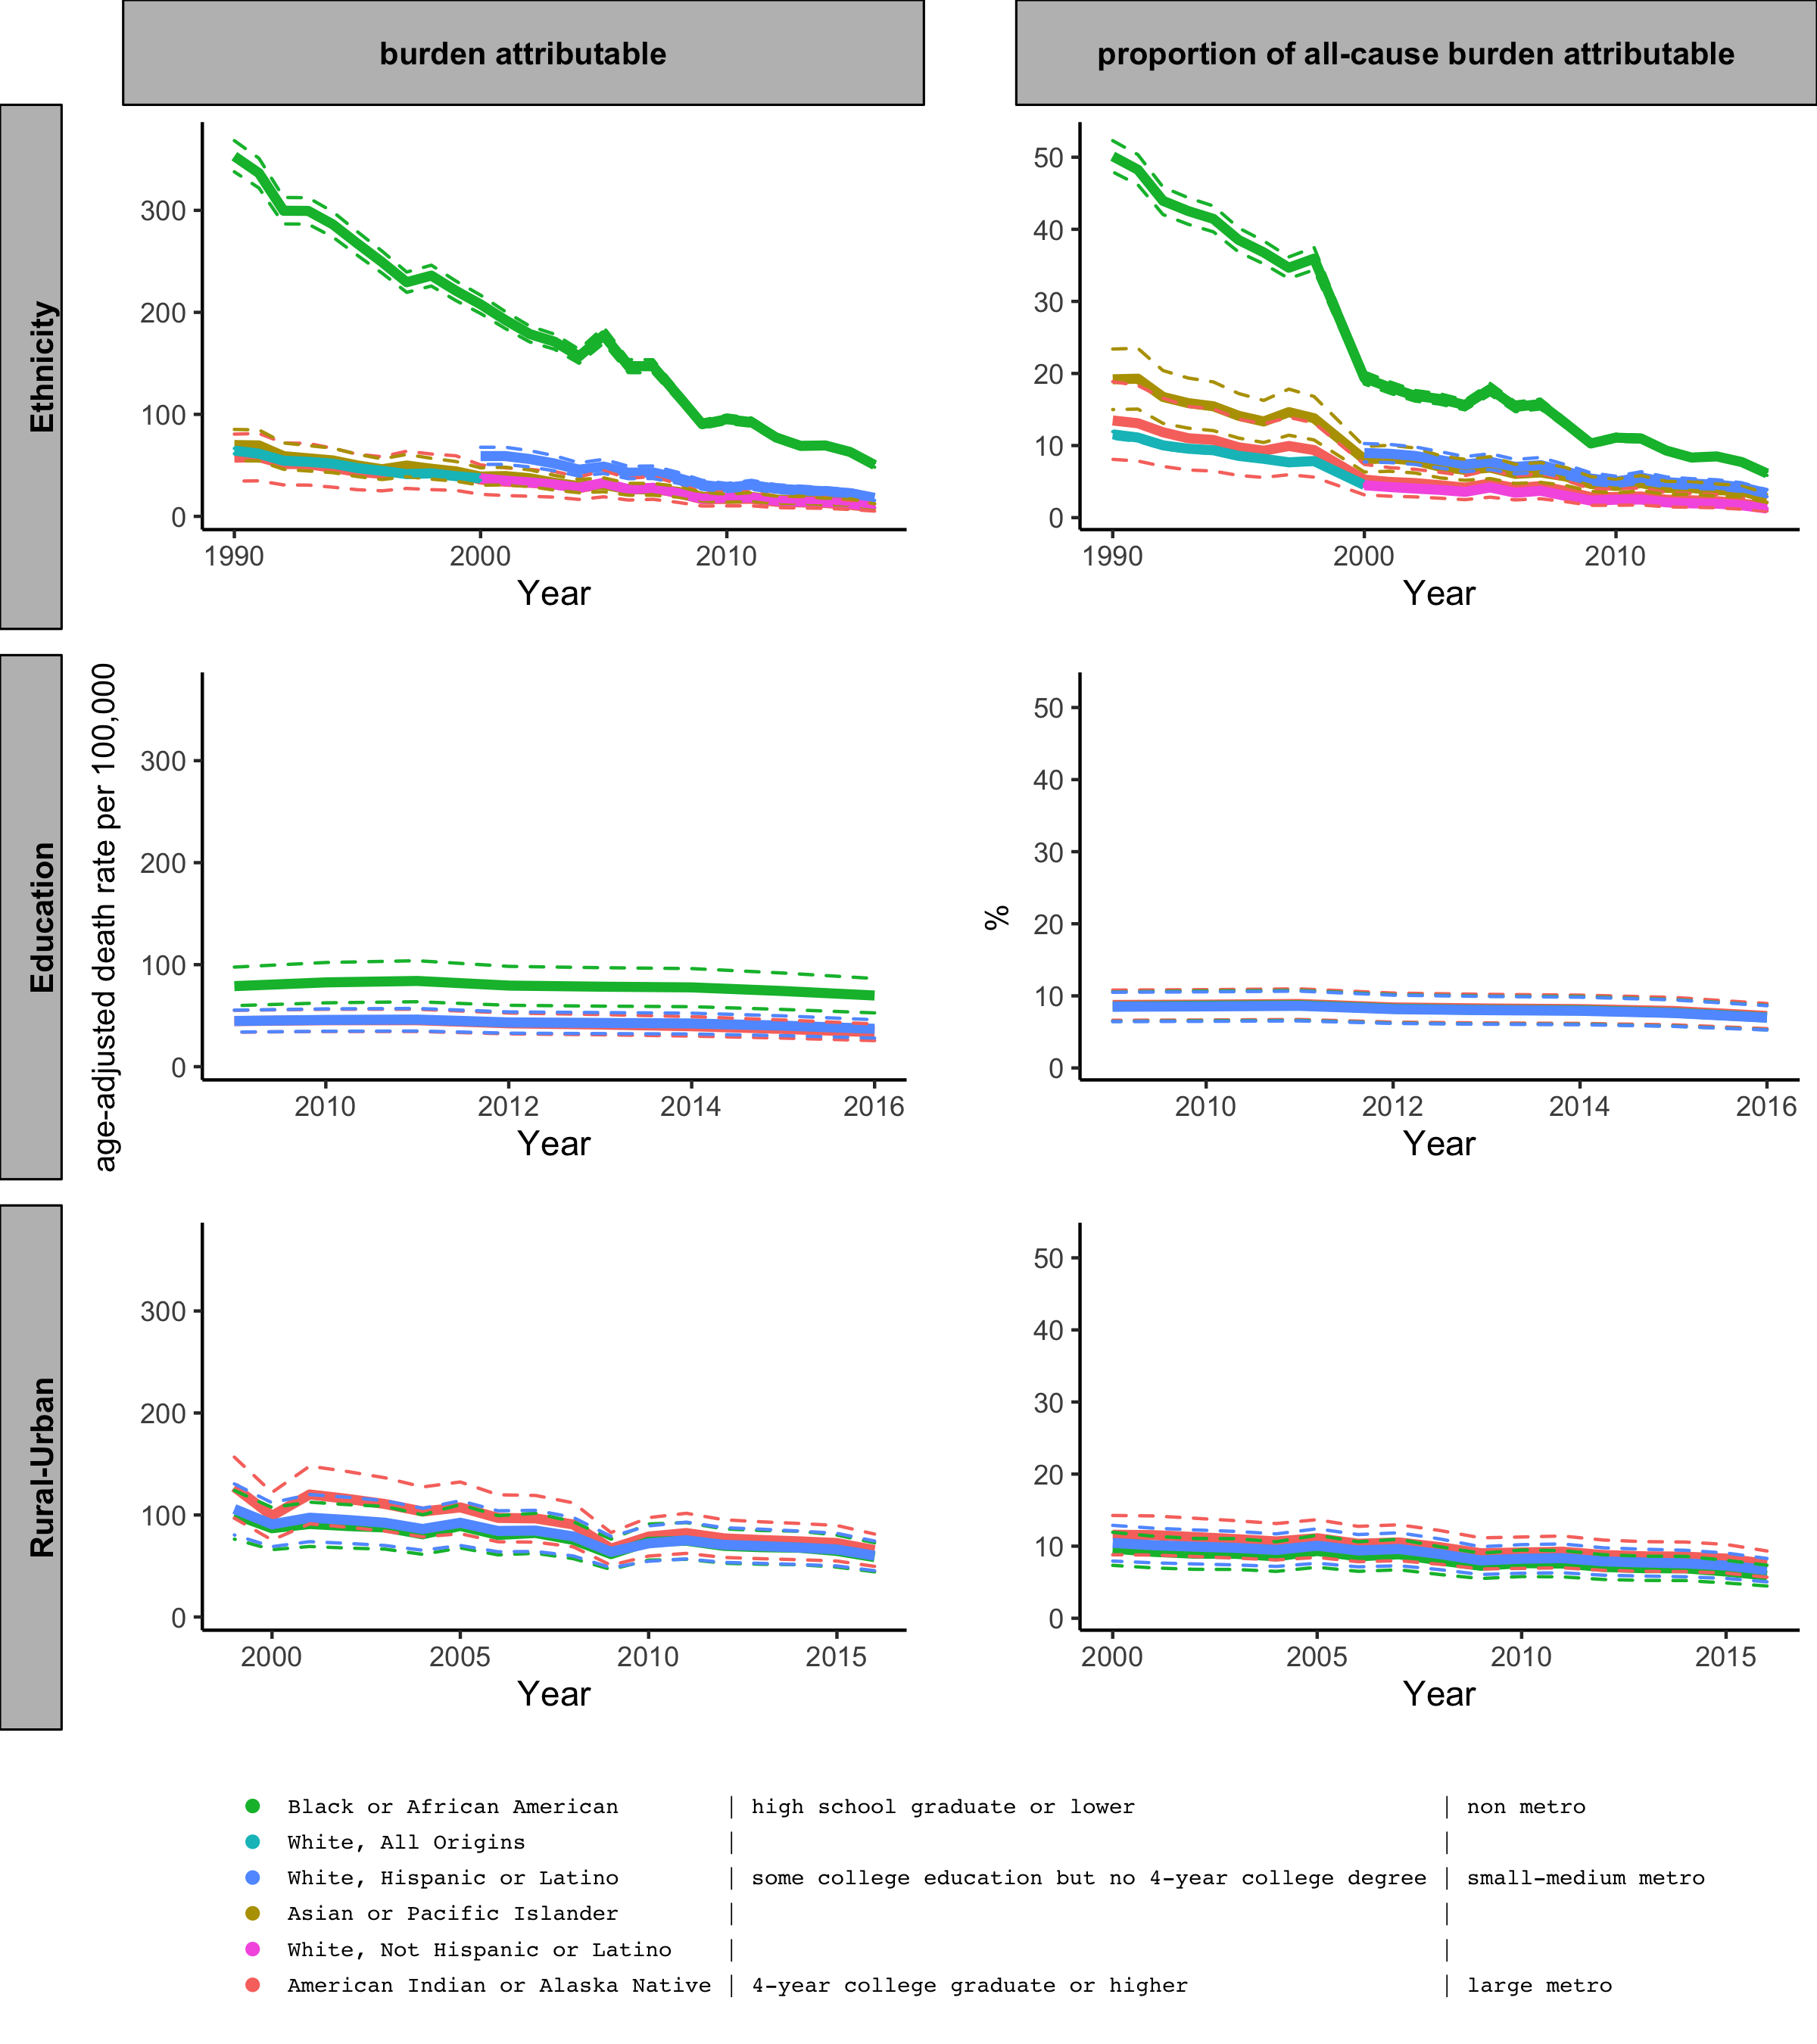 burden attributable
proportion of all-cause burden attributable
Ethnicity
300
200
100
0
1990
2000
2010
Year
50
40
30
20
10
0
1990
2000
2010
Year
Education
age-adjusted death rate per 100,000
300
200
100
0
2010
2012
2014
2016
Year
%
50
40
30
20
10
0
2010
2012
2014
2016
Year
Rural-Urban
300
200
100
0
2000
2005
2010
2015
Year
50
40
30
20
10
0
2000
2005
2010
2015
Year
Black or African American | high school graduate or lower | non metro
White, All Origins | |
White, Hispanic or Latino | some college education but no 4-year college degree | small-medium metro
Asian or Pacific Islander | |
White, Not Hispanic or Latino | |
American Indian or Alaska Native | 4-year college graduate or higher | large metro